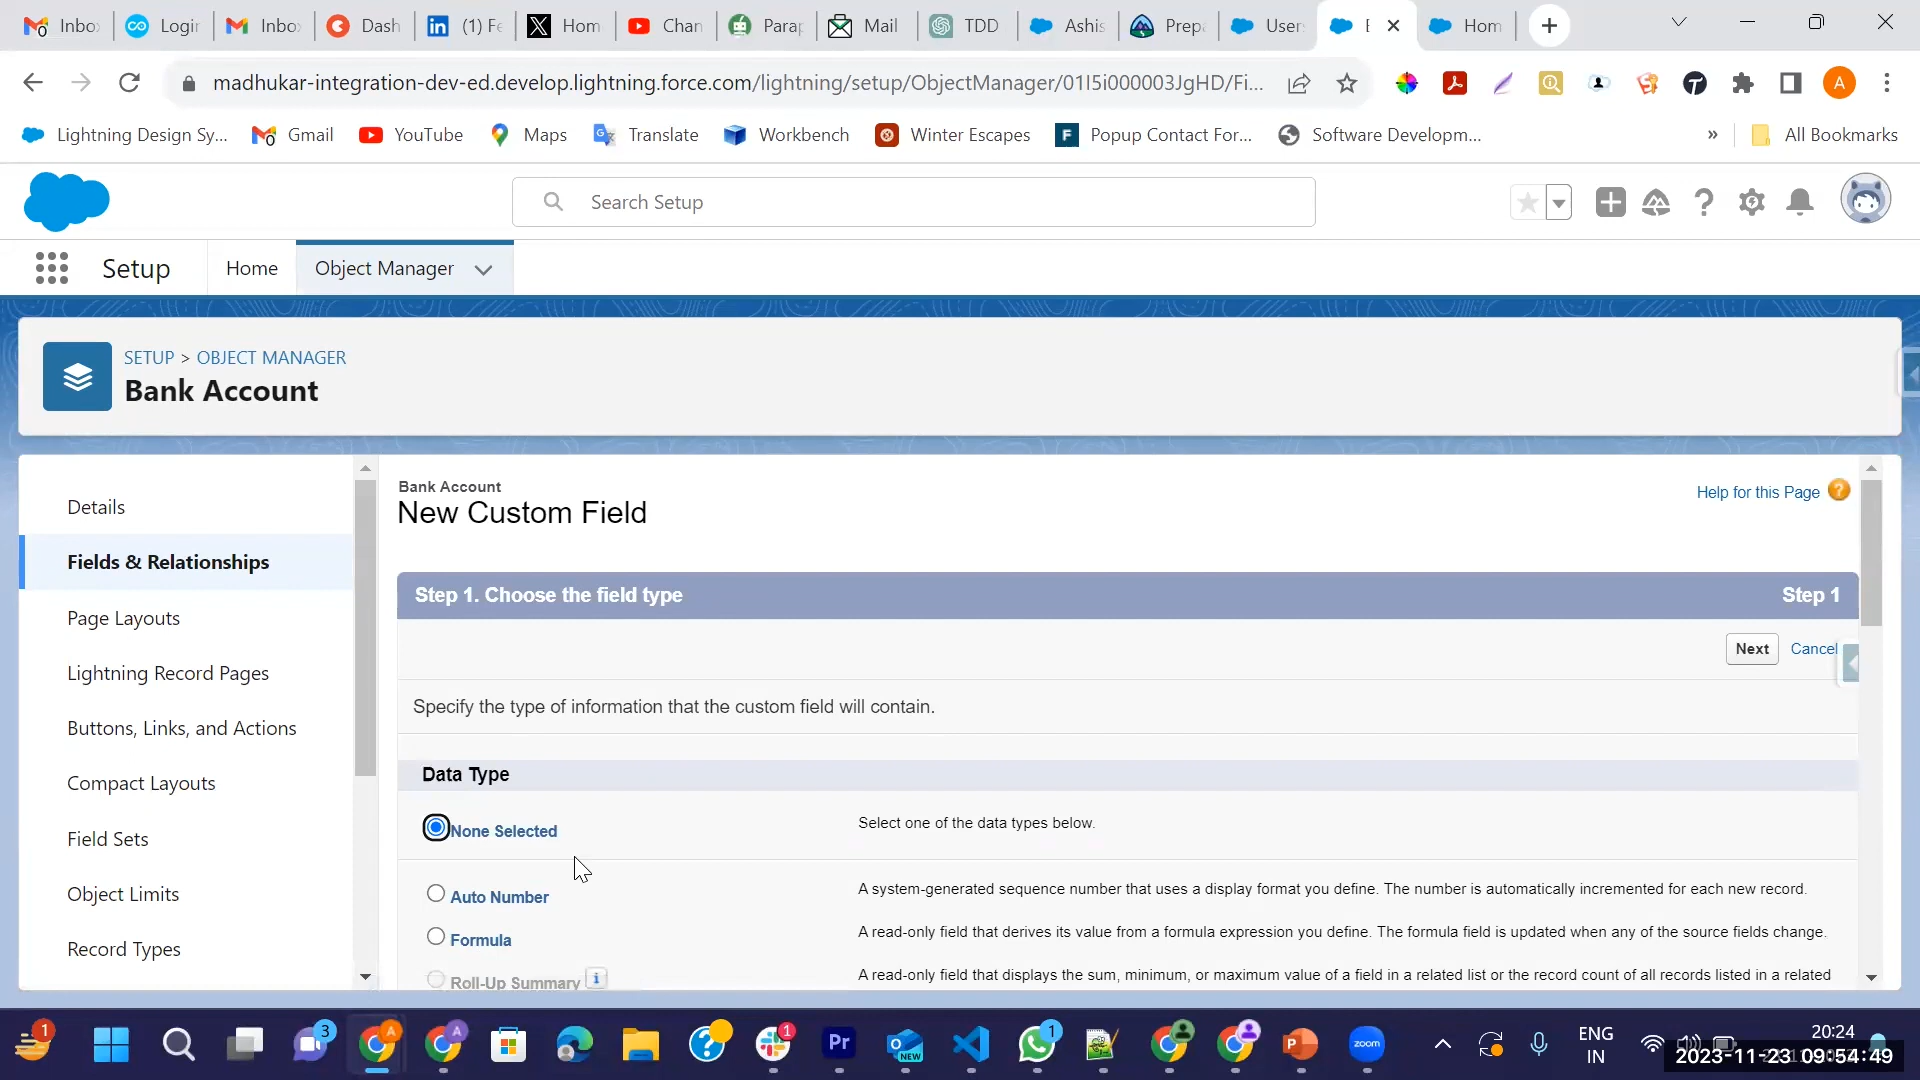 Inbo
Login
Inbo
Dash
(1) Fe
Hom
Chan
Parap
Mail
TDD
Ashis
Prepa
User
Hom
madhukar-integration-dev-ed.develop.lightning.force.com/lightning/setup/ObjectManager/01I5i000003JgHD/Fi...
A
Lightning Design Sy...
Gmail
YouTube
Maps
Translate
Workbench
Winter Escapes
Popup Contact For...
Software Developm...
»
All Bookmarks
Search Setup
Setup
Home
Object Manager
SETUP > OBJECT MANAGER
Bank Account
Details
Fields & Relationships
Page Layouts
Lightning Record Pages
Buttons, Links, and Actions
Compact Layouts
Field Sets
Object Limits
Record Types
Bank Account
New Custom Field
Help for this Page
Step 1. Choose the field type
Step 1
Next
Cancel
Specify the type of information that the custom field will contain.
Data Type
None Selected
Select one of the data types below.
Auto Number
A system-generated sequence number that uses a display format you define. The number is automatically incremented for each new record.
Formula
A read-only field that derives its value from a formula expression you define. The formula field is updated when any of the source fields change.
Roll-Up Summary
A read-only field that displays the sum, minimum, or maximum value of a field in a related list or the record count of all records listed in a related
1
3
A
A
1
Pr
NEW
1
zoom
ENG
IN
20:24
2023-11-23 09:54:49